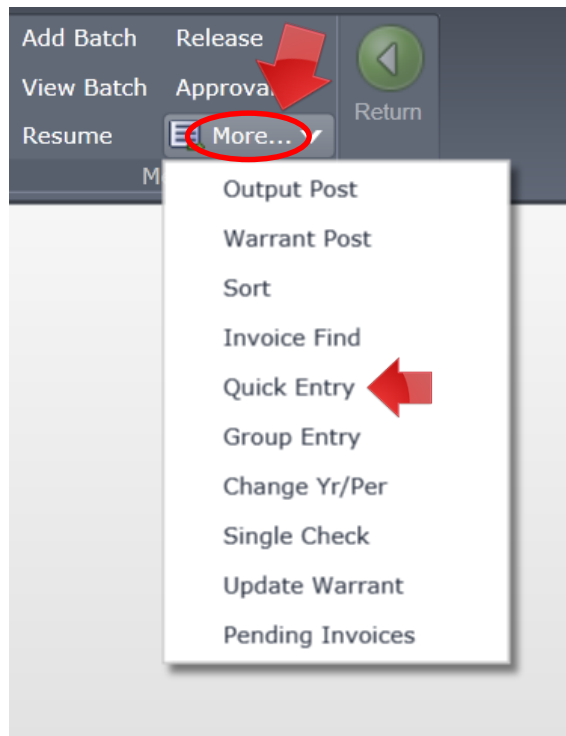 Add Batch Release
View Batch Approva
Return
Resume More...
M
Output Post
Warrant Post
Sort
Invoice Find
Quick Entry
Group Entry
Change Yr/Per
Single Check
Update Warrant
Pending Invoices